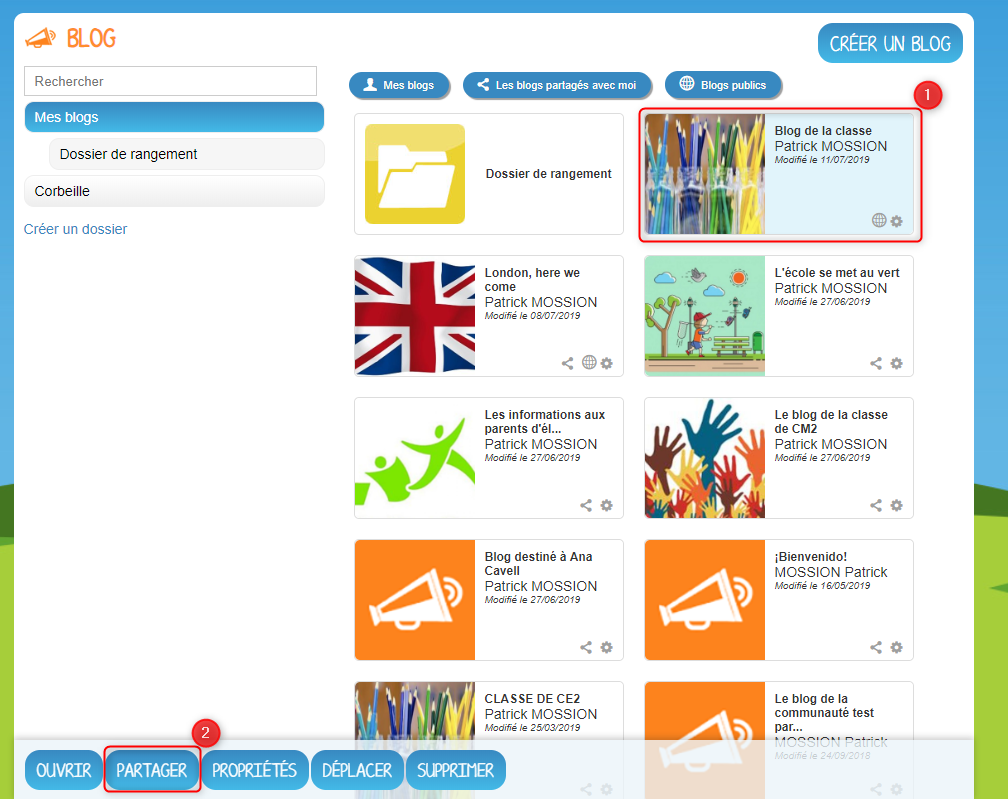 BLOG
CRÉER UN BLOG
Rechercher
Mes blogs
Dossier de rangement
Corbeille
Créer un dossier
Mes blogs
Les blogs partagés avec moi
Blogs publics
1
Dossier de rangement
Blog de la classe
Patrick MOSSION
Modifié le 11/07/2019
London, here we
come
Patrick MOSSION
Modifié le 08/07/2019
L'école se met au vert
Patrick MOSSION
Modifié le 27/06/2019
Les informations aux
parents d'él...
Patrick MOSSION
Modifié le 27/06/2019
Le blog de la classe
de CM2
Patrick MOSSION
Modifié le 27/06/2019
Blog destiné à Ana
Cavell
Patrick MOSSION
Modifié le 27/06/2019
¡Bienvenido!
MOSSION Patrick
Modifié le 16/05/2019
CLASSE DE CE2
Patrick MOSSION
Modifié le 25/03/2019
Le blog de la
communauté test
par...
MOSSION Patrick
Modifié le 24/09/2018
2
OUVRIR
PARTAGER
PROPRIÉTÉS
DÉPLACER
SUPPRIMER